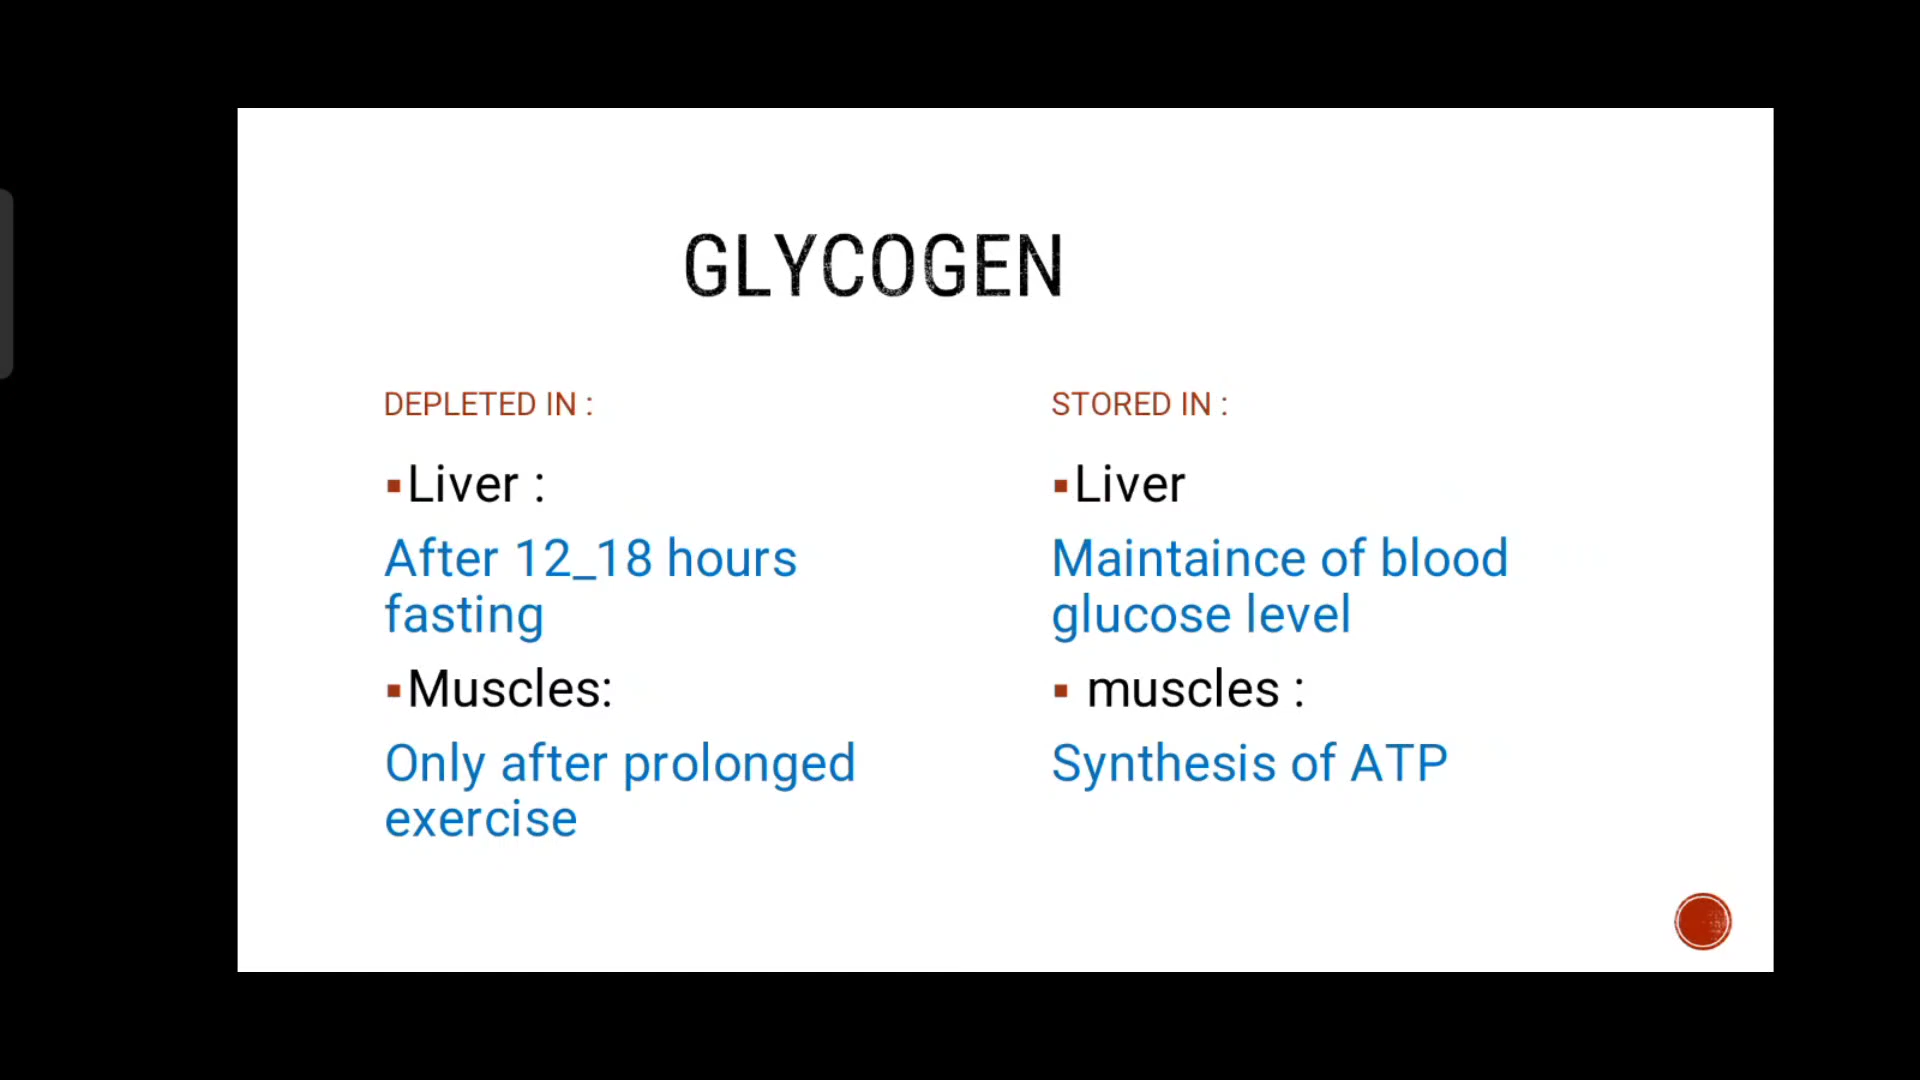 GLYCOGEN
DEPLETED IN :
▪Liver :
After 12_18 hours
fasting
▪Muscles:
Only after prolonged
exercise
STORED IN :
▪Liver
Maintaince of blood
glucose level
▪ muscles :
Synthesis of ATP